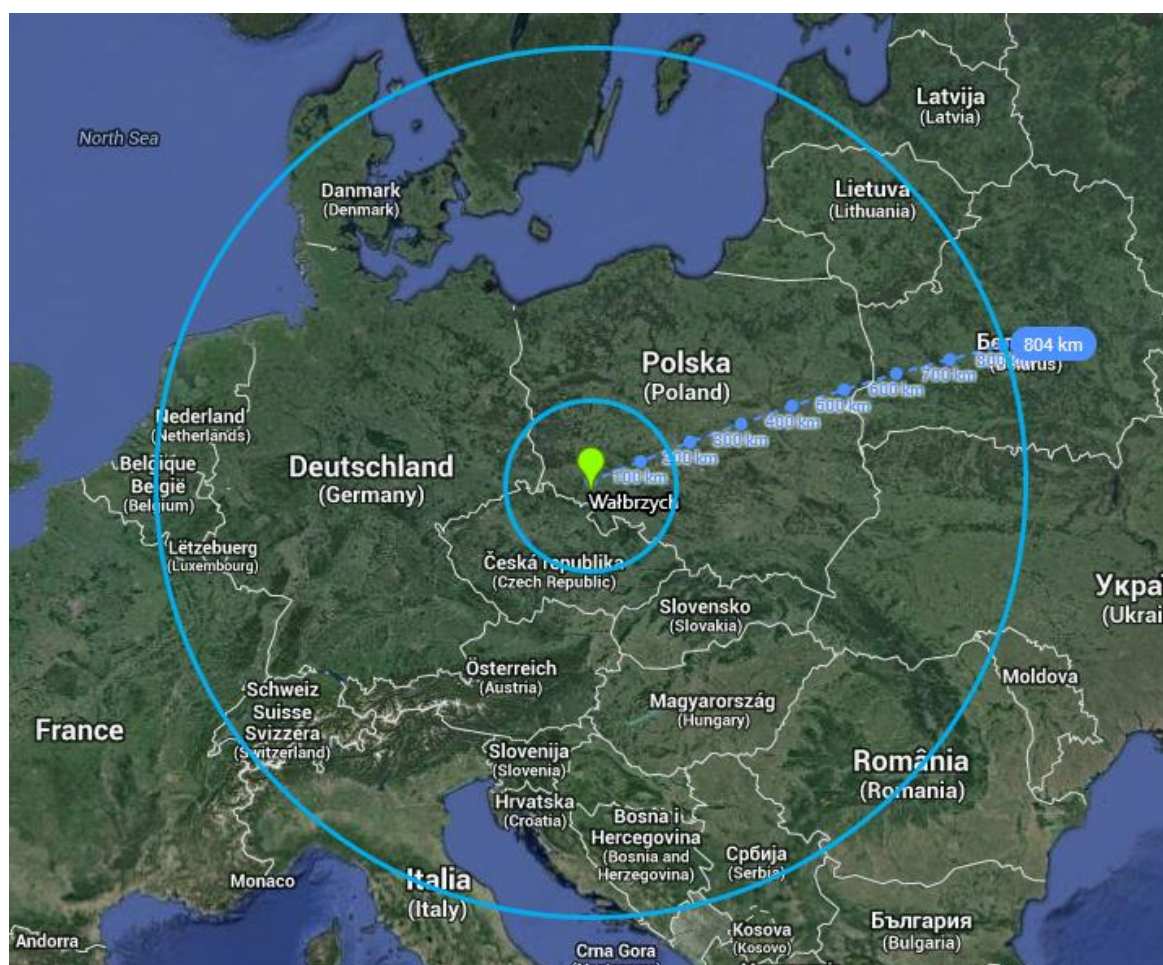 Latvija
(Latvia)
North Sea
Danmark
(Denmark)
Lietuva
(Lithuania)
804 km
(Belarus)
Polska
(Poland)
700 km
600 km
500 km
400 km
300 km
200 km
100 km
Nederland
(Netherlands)
Deutschland
(Germany)
België
Belgique
(Belgium)
Wałbrzych
Lëtzebuerg
(Luxembourg)
Česká republika
(Czech Republic)
Укра
(Ukrai
Slovensko
(Slovakia)
Österreich
(Austria)
Moldova
Schweiz
Suisse
Svizzera
(Switzerland)
Magyarország
(Hungary)
France
Slovenija
(Slovenia)
România
(Romania)
Hrvatska
(Croatia)
Bosna i
Hercegovina
(Bosnia and
Herzegovina)
Србија
(Serbia)
Monaco
Italia
(Italy)
Andorra
Crna Gora
Kosova
(Kosovo)
България
(Bulgaria)